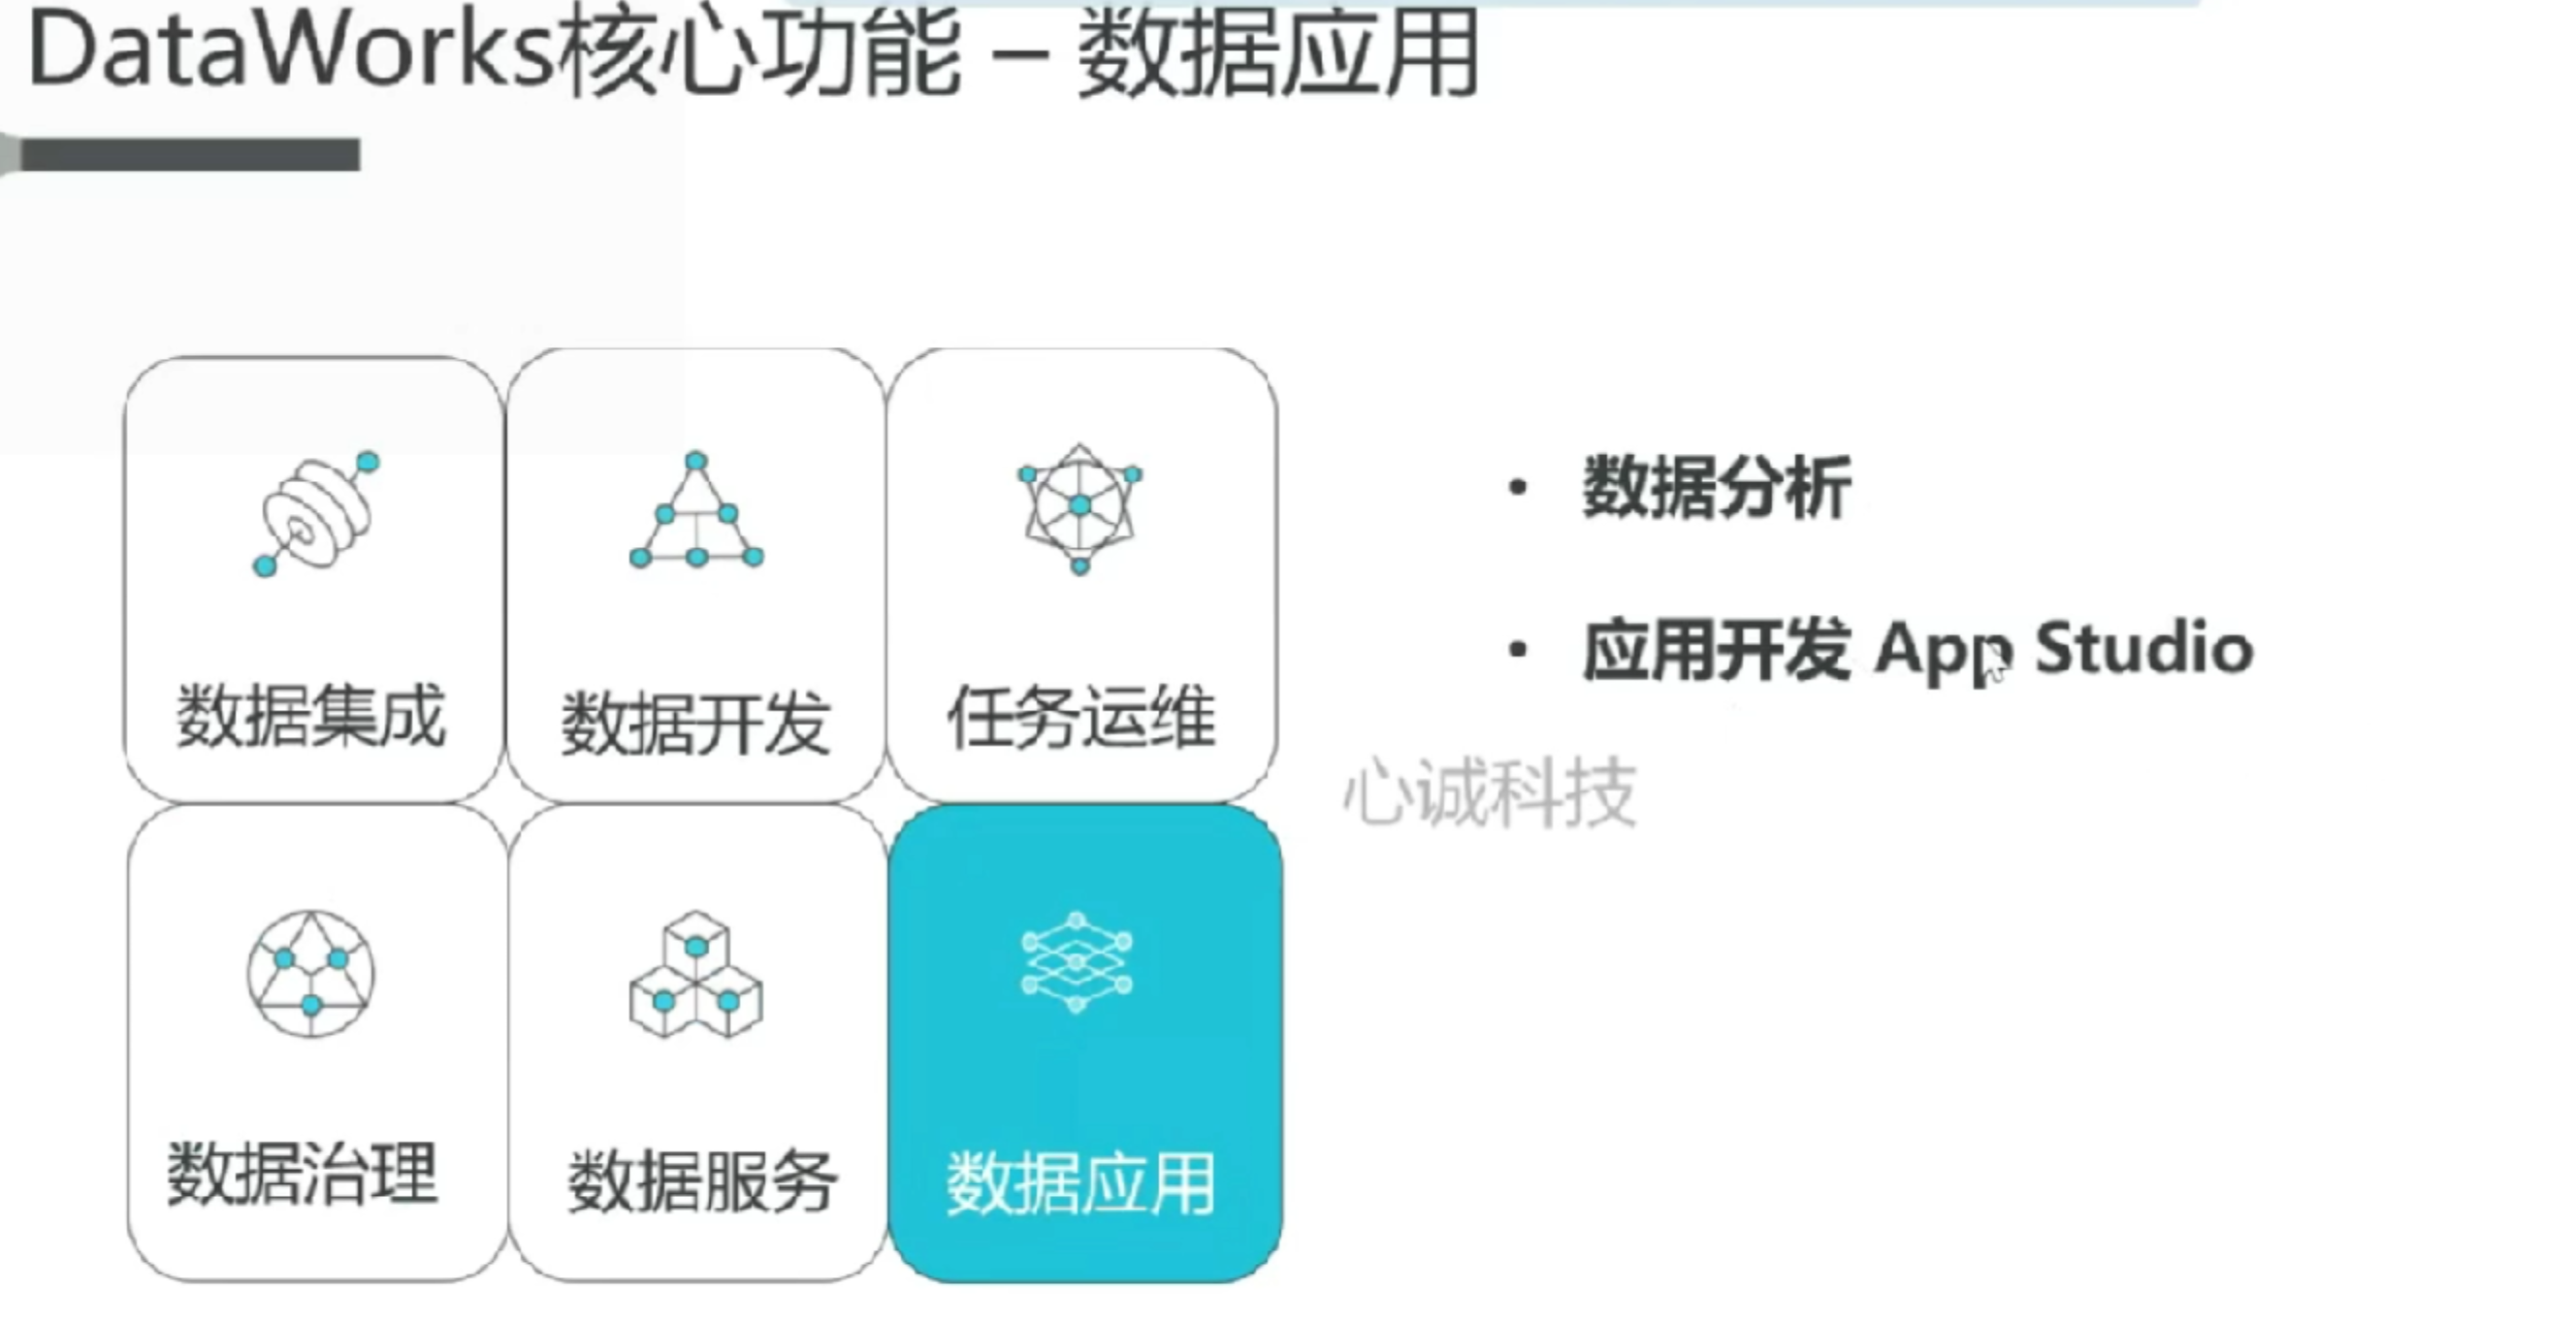 DataWorks核心功能 – 数据应用
数据集成
数据开发
任务运维
数据治理
数据服务
数据应用
• 数据分析
• 应用开发 App Studio
心诚科技